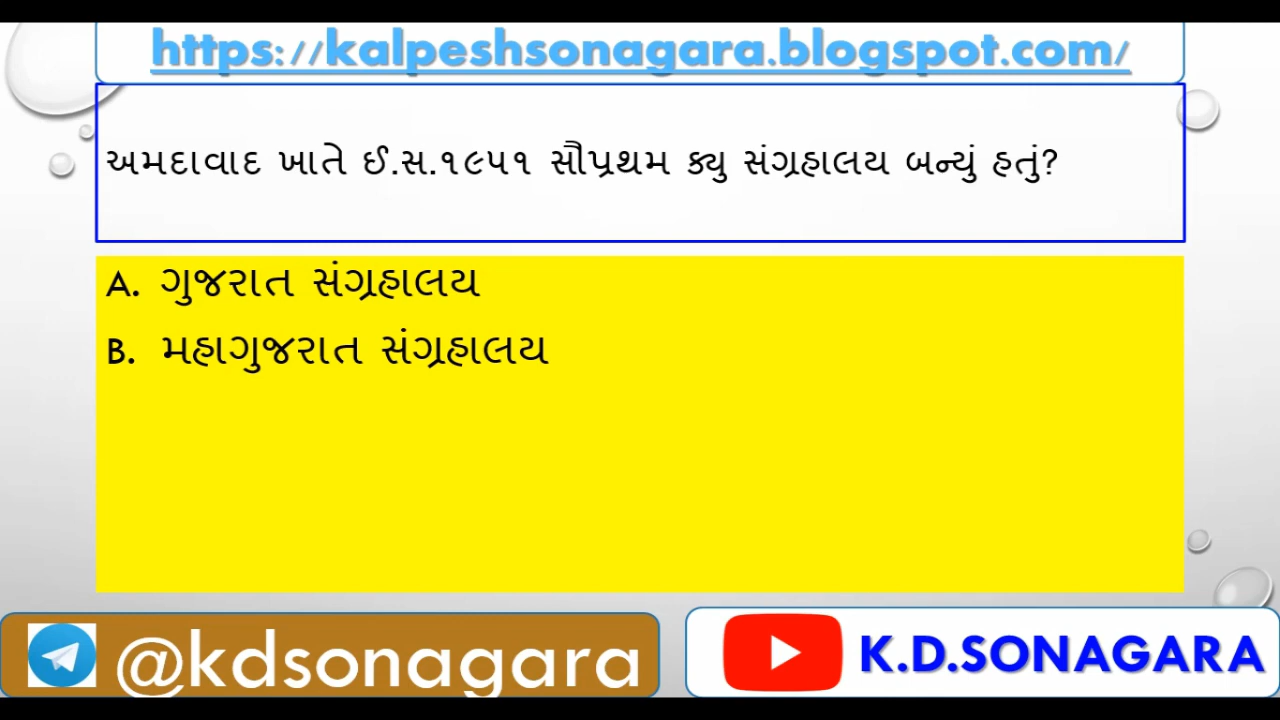 https://kalpeshsonagara.blogspot.com/
અમદાવાદ ખાતે ઈ.સ.૧૯૫૧ સૌપ્રથમ ક્યુ સંગ્રહાલય બન્યું હતું?
A. ગુજરાત સંગ્રહાલય
B. મહાગુજરાત સંગ્રહાલય
@kdsonagara
K.D.SONAGARA